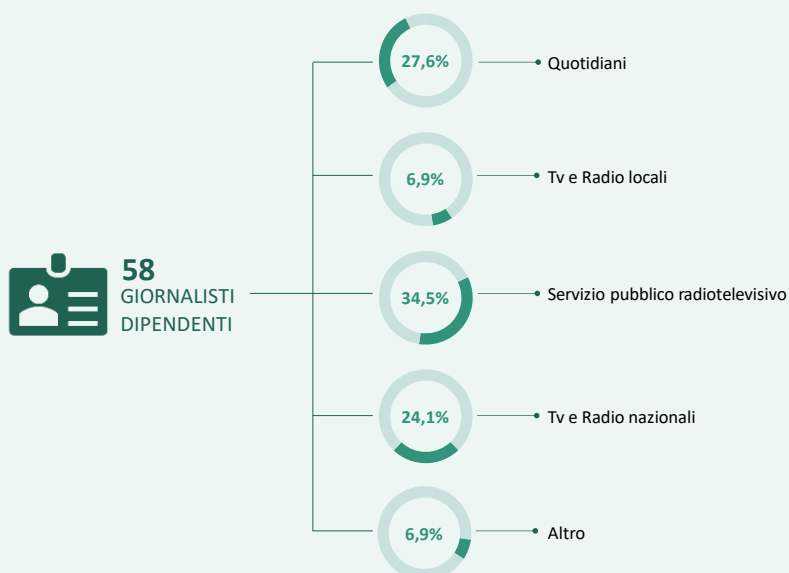 58
GIORNALISTI
DIPENDENTI
27,6%
Quotidiani
6,9%
Tv e Radio locali
34,5%
Servizio pubblico radiotelevisivo
24,1%
Tv e Radio nazionali
6,9%
Altro